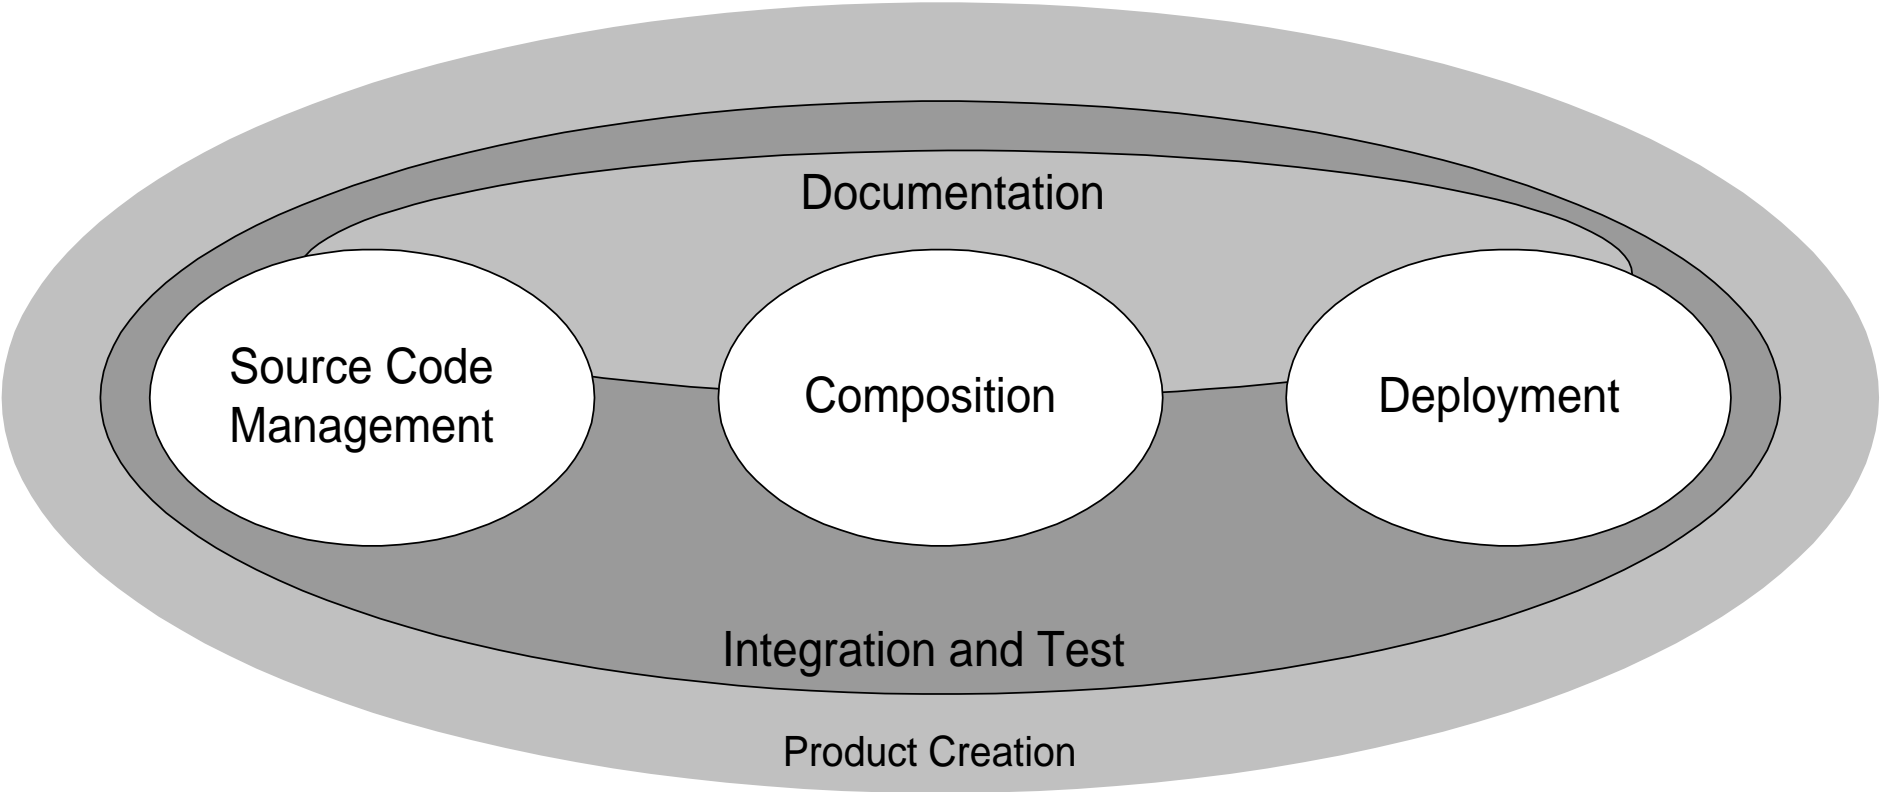 Documentation
Source Code
Management
Composition
Deployment
Integration and Test
Product Creation